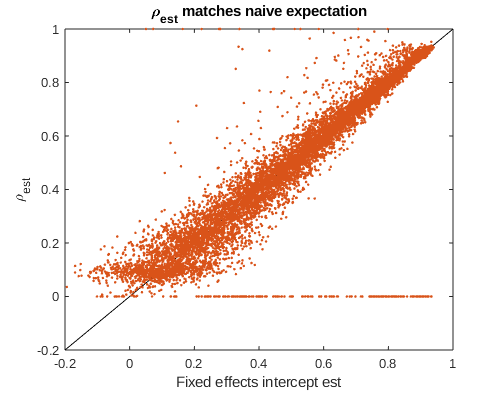 ρest matches naive expectation
1
0.8
0.6
0.4
0.2
0
-0.2
ρest
-0.2 0 0.2 0.4 0.6 0.8 1
Fixed effects intercept est